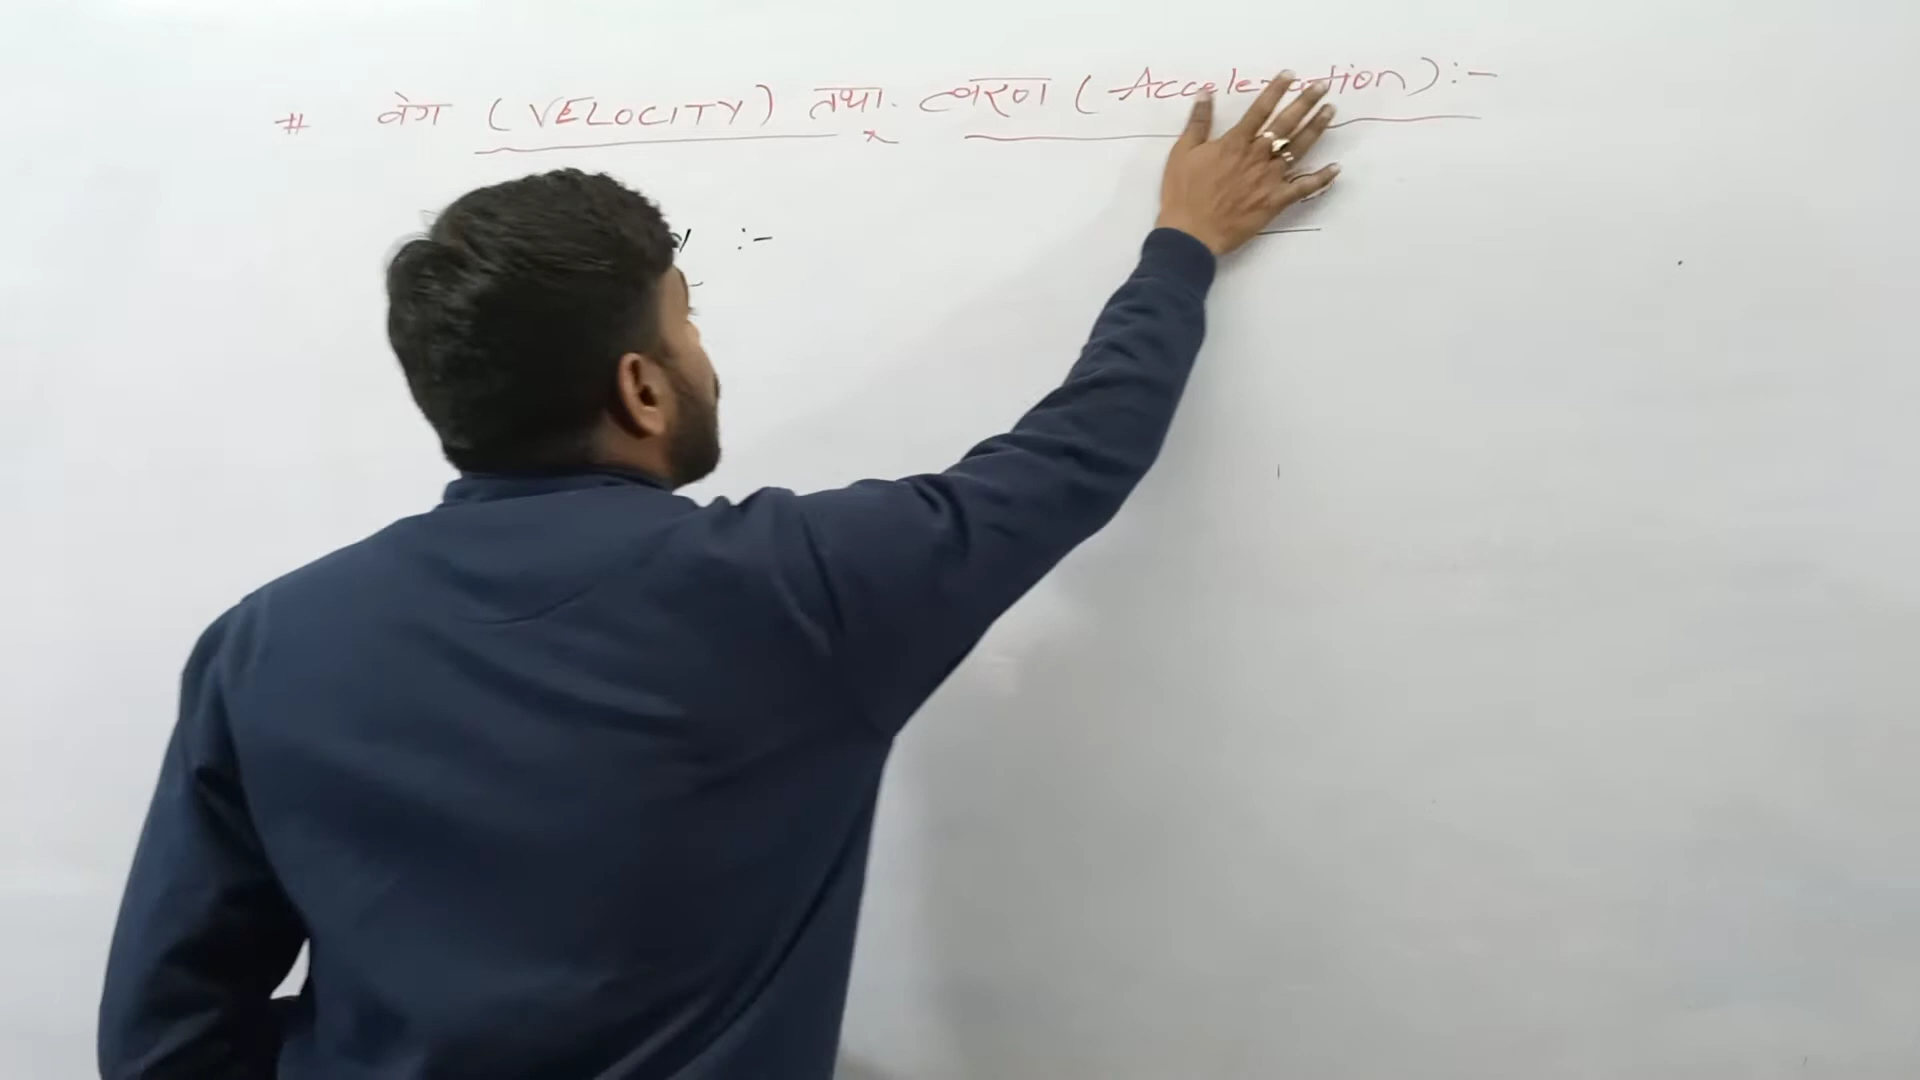 # वेग (VELOCITY) तथा त्वरण (Acceleration):-
:-